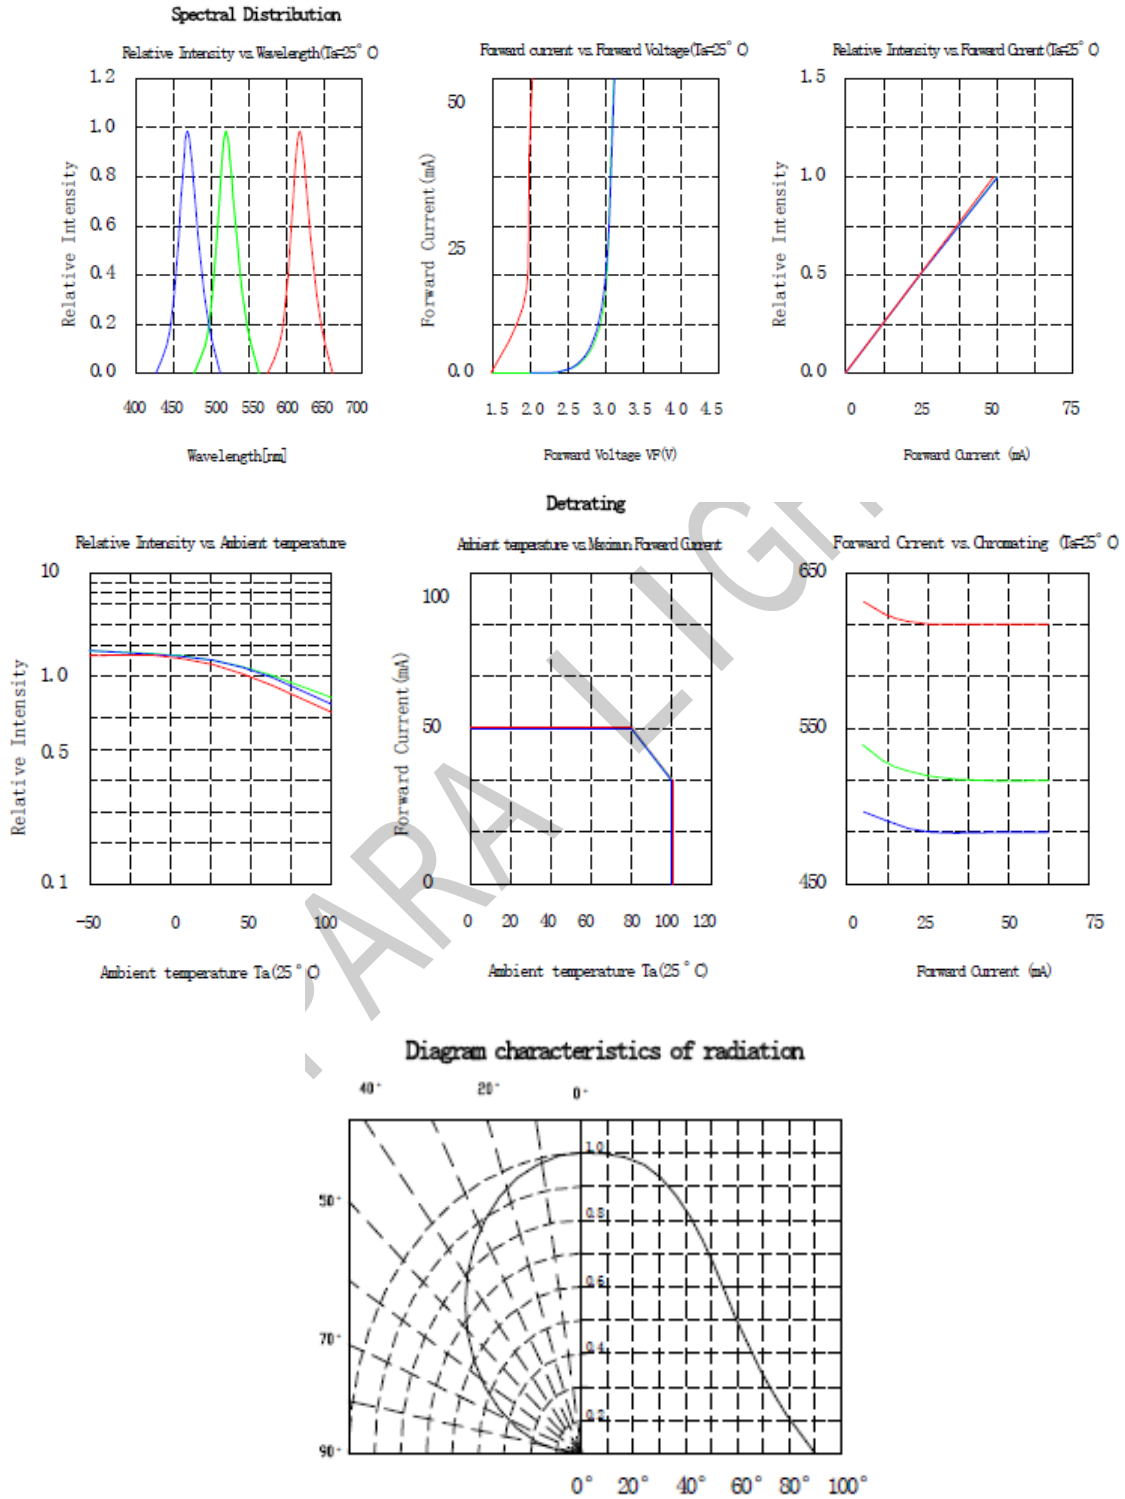 Spectral Distribution
Relative Intensity vs.Wavelength(Ta=25°C)
1.2
1.0
0.8
0.6
0.4
0.2
0.0
Relative Intensity
400 450 500 550 600 650 700
Wavelength[nm]
Forward current vs.Forward Voltage(Ta=25°C)
50
25
0.0
Forward Current(mA)
1.5 2.0 2.5 3.0 3.5 4.0 4.5
Forward Voltage VF(V)
Relative Intensity vs.Forward Crrent(Ta=25°C)
1.5
1.0
0.5
0.0
Relative Intensity
0 25 50 75
Forward Current (mA)
Detrating
Relative Intensity vs. Ambient temperature
10
1.0
0.5
0.1
Relative Intensity
-50 0 50 100
Ambient temperature Ta(25°C)
Ambient temperature vs.Maximun Forward Current
100
50
0
Forward Current(mA)
0 20 40 60 80 100 120
Ambient temperature Ta(25°C)
Forward Crrent vs.Chromating (Ta=25°C)
650
550
450
0 25 50 75
Forward Current (mA)
PARA LIGHT
Diagram characteristics of radiation
40° 20° 0°
50°
70°
90°
1.0
0.8
0.6
0.4
0.2
0° 20° 40° 60° 80° 100°